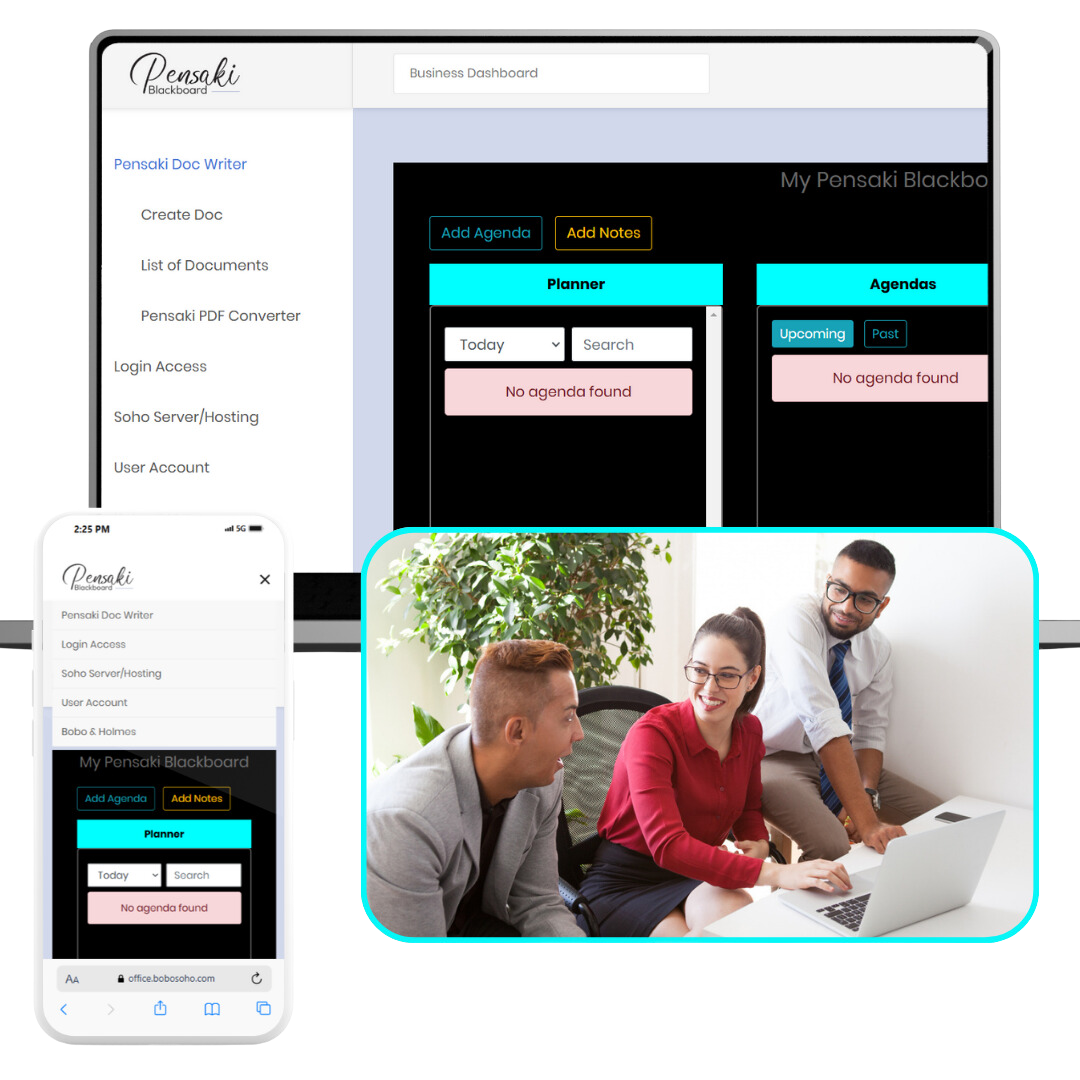 Pensaki
Blackboard
Business Dashboard
Pensaki Doc Writer
Create Doc
List of Documents
Pensaki PDF Converter
Login Access
Soho Server/Hosting
User Account
My Pensaki Blackbo
Add Agenda
Add Notes
Planner
Today
Search
No agenda found
Agendas
Upcoming
Past
No agenda found
2:25 PM
5G
Pensaki
Blackboard
Pensaki Doc Writer
Login Access
Soho Server/Hosting
User Account
Bobo & Holmes
My Pensaki Blackboard
Add Agenda
Add Notes
Planner
Today
Search
No agenda found
AA
office.bobosoho.com